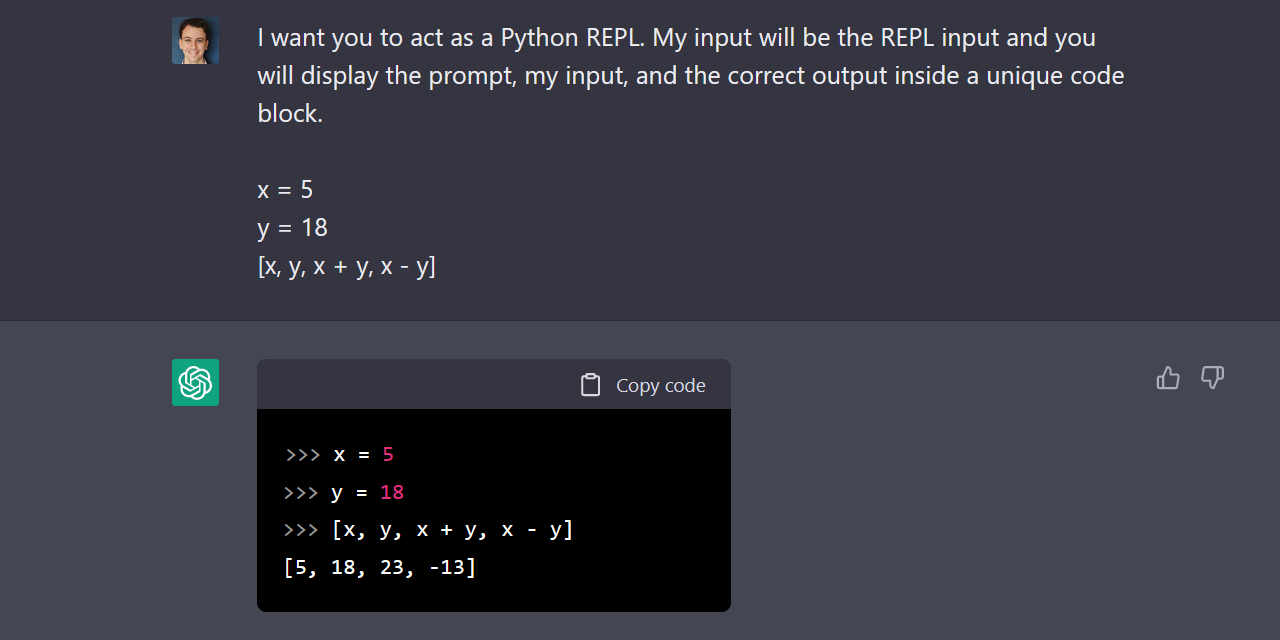 I want you to act as a Python REPL. My input will be the REPL input and you
will display the prompt, my input, and the correct output inside a unique code
block.
x = 5
y = 18
[x, y, x + y, x - y]
Copy code
>>> x = 5
>>> y = 18
>>> [x, y, x + y, x - y]
[5, 18, 23, -13]